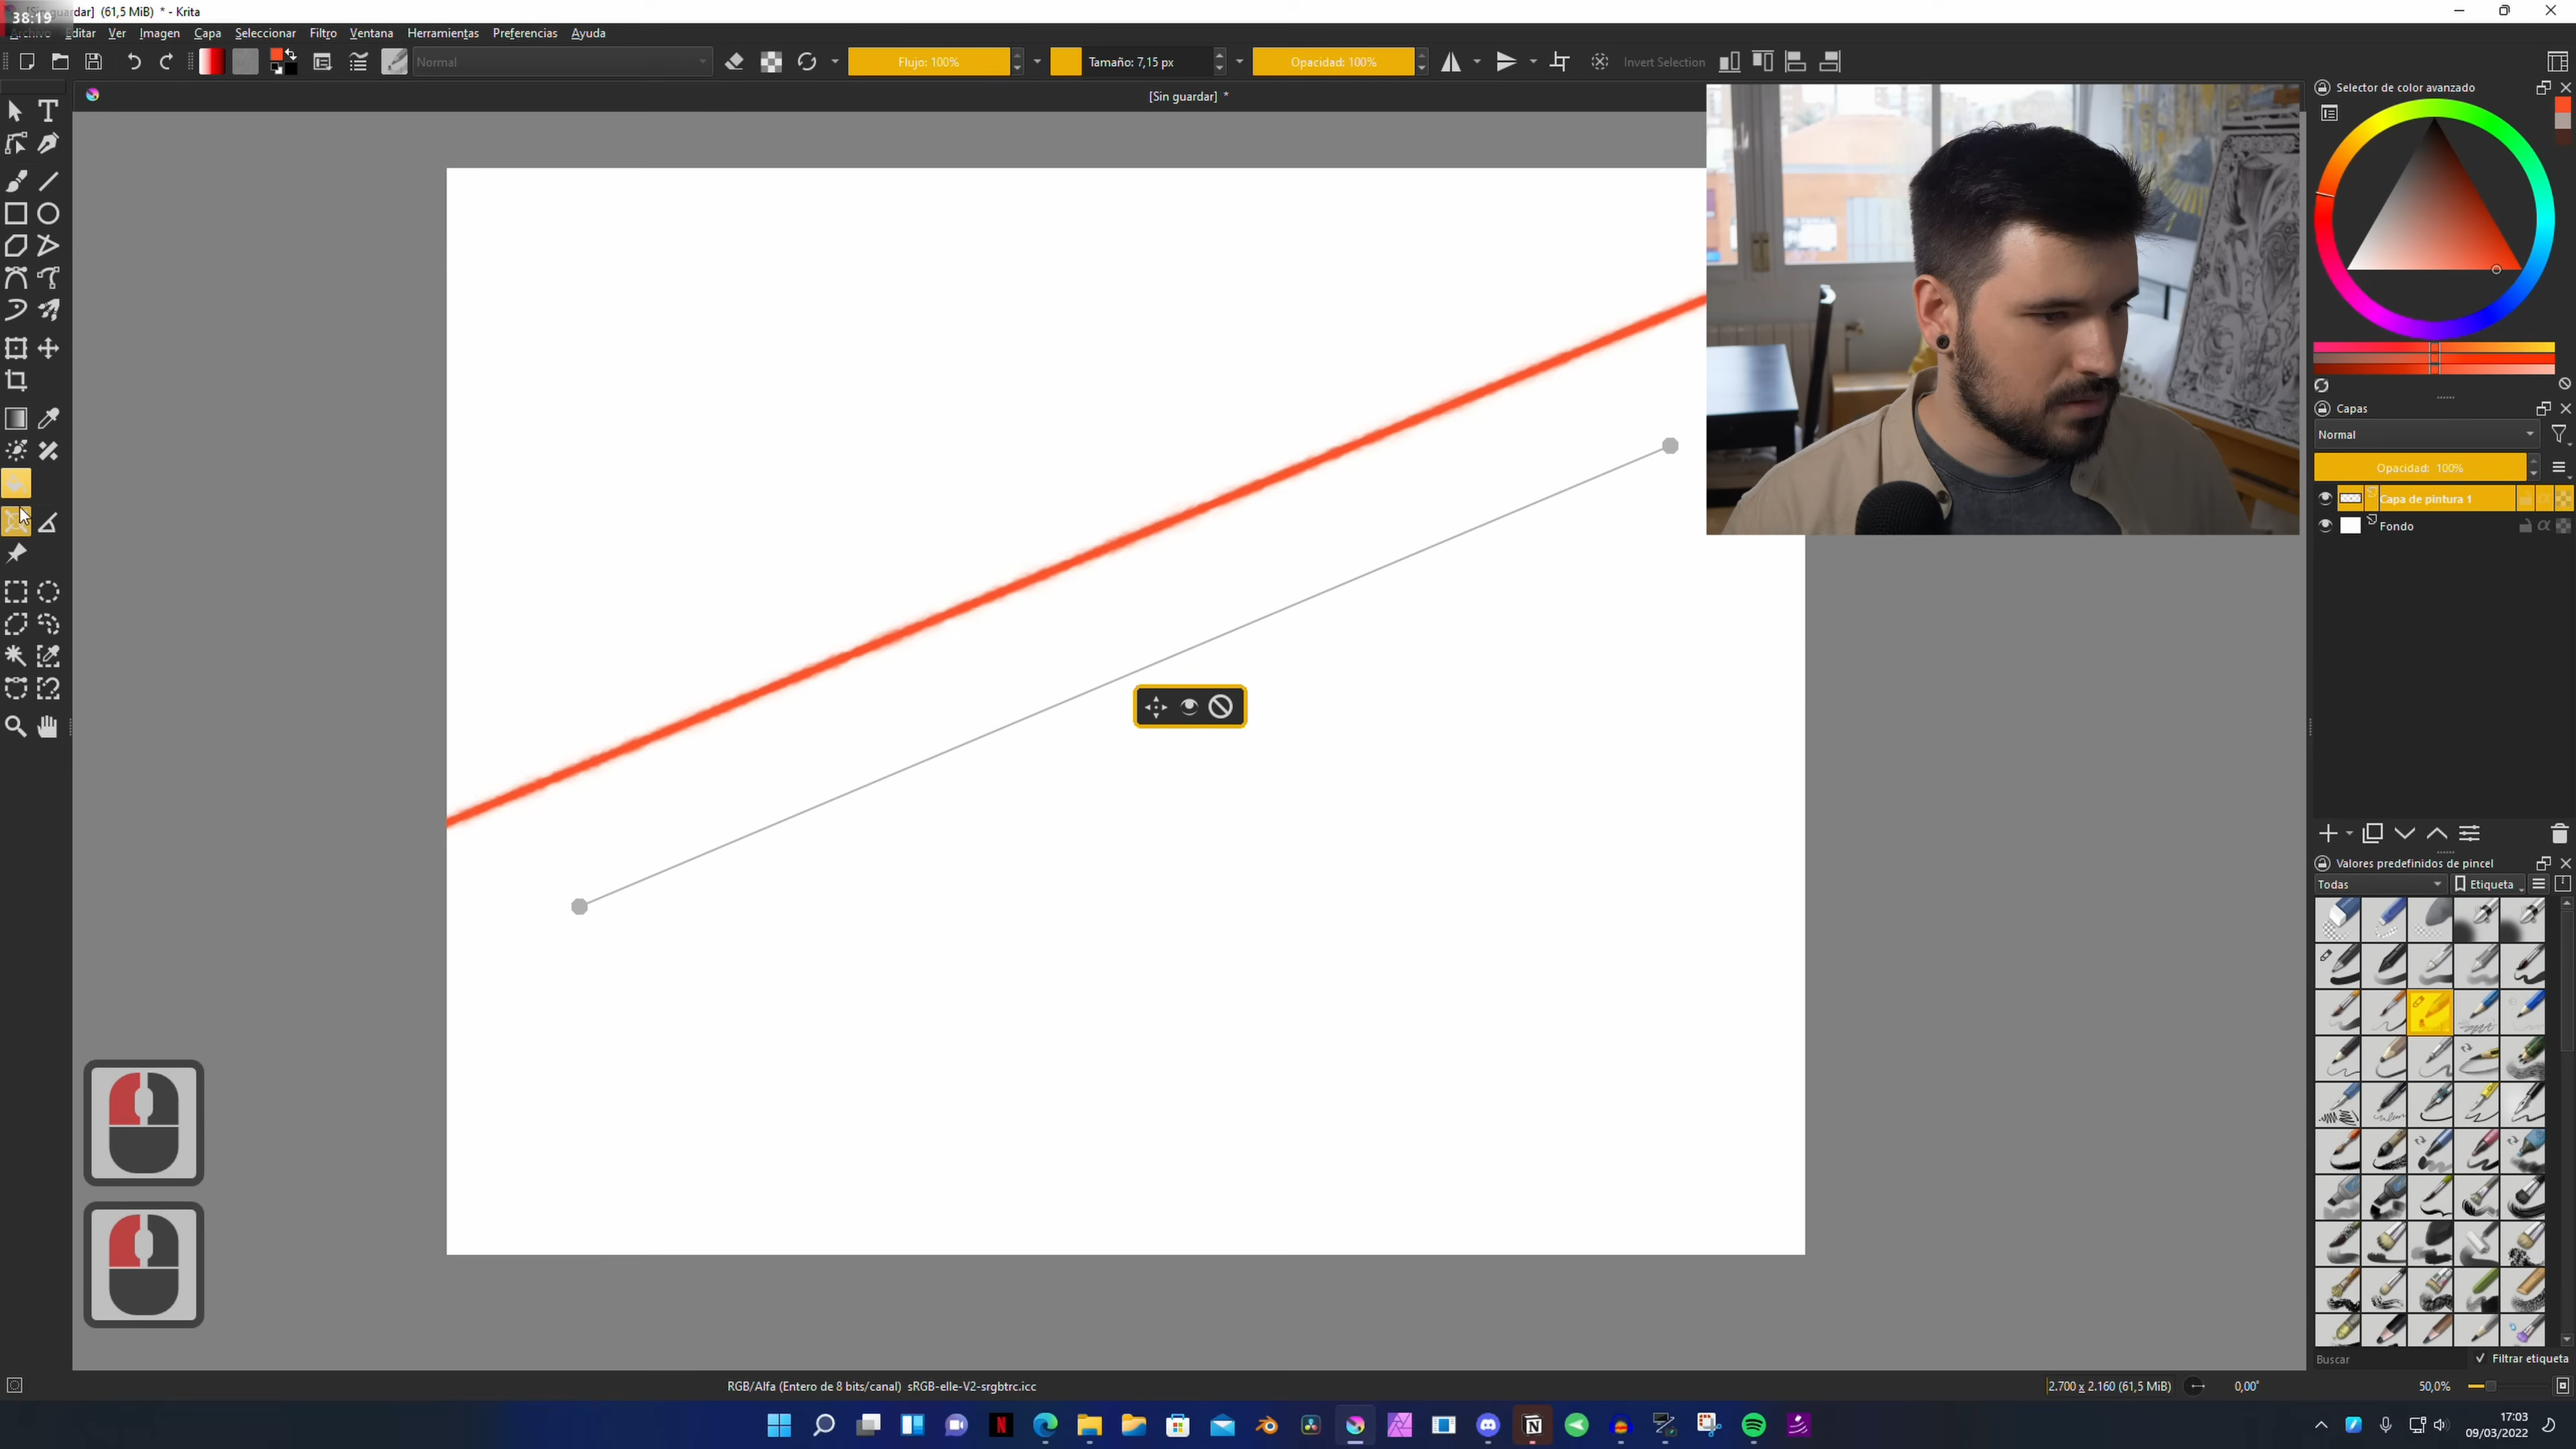 38:19
[Sin guardar] (61,5 MiB) * - Krita
Archivo Editar Ver Imagen Capa Seleccionar Filtro Ventana Herramientas Preferencias Ayuda
Normal
Flujo: 100%
Tamaño: 7,15 px
Opacidad: 100%
Invert Selection
[Sin guardar] *
Selector de color avanzado
Capas
Normal
Opacidad: 100%
Capa de pintura 1
Fondo
Valores predefinidos de pincel
Todas
Etiqueta
Buscar
Filtrar etiqueta
RGB/Alfa (Entero de 8 bits/canal) sRGB-elle-V2-srgbtrc.icc
2.700 x 2.160 (61,5 MiB)
0,00°
50,0%
17:03
09/03/2022